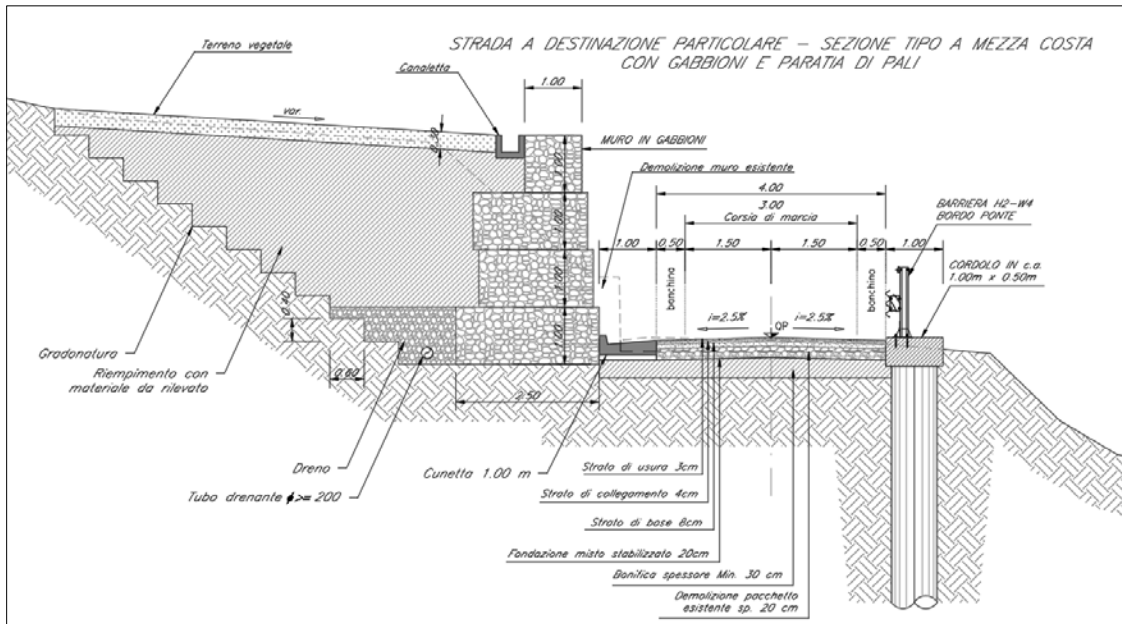 STRADA A DESTINAZIONE PARTICOLARE – SEZIONE TIPO A MEZZA COSTA
CON GABBIONI E PARATIA DI PALI
Terreno vegetale
Canaletta
1.00
var.
0.30
MURO IN GABBIONI
Demolizione muro esistente
1.00
4.00
3.00
Corsia di marcia
BARRIERA H2-W4
BORDO PONTE
1.00
1.00
0.50
1.50
1.50
0.50
1.00
CORDOLO IN c.a.
1.00m x 0.50m
banchina
banchina
1.00
i=2.5%
QP
i=2.5%
0.40
1.00
Gradonatura
Riempimento con
materiale da rilevato
0.60
2.50
Dreno
Cunetta 1.00 m
Tubo drenante ϕ>= 200
Strato di usura 3cm
Strato di collegamento 4cm
Strato di base 8cm
Fondazione misto stabilizzato 20cm
Bonifica spessore Min. 30 cm
Demolizione pacchetto
esistente sp. 20 cm